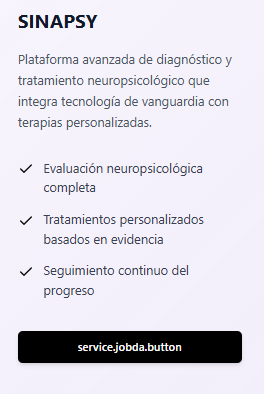 SINAPSY
Plataforma avanzada de diagnóstico y
tratamiento neuropsicológico que
integra tecnología de vanguardia con
terapias personalizadas.
Evaluación neuropsicológica
completa
Tratamientos personalizados
basados en evidencia
Seguimiento continuo del
progreso
service.jobda.button